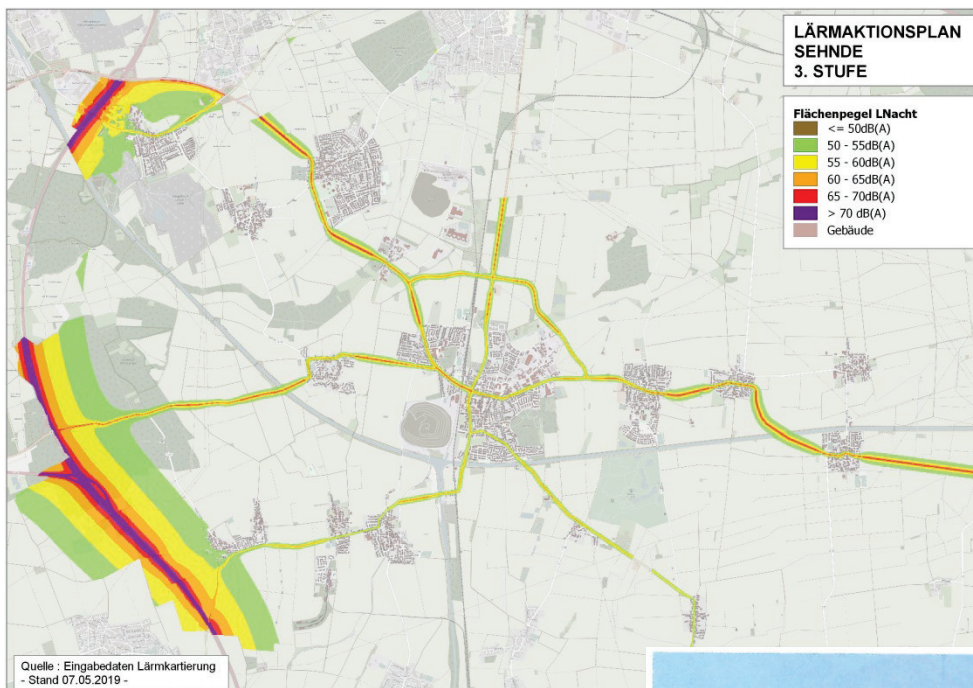 LÄRMAKTIONSPLAN
SEHNDE
3. STUFE
Flächenpegel LNacht
<= 50dB(A)
50 - 55dB(A)
55 - 60dB(A)
60 - 65dB(A)
65 - 70dB(A)
> 70 dB(A)
Gebäude
Quelle : Eingabedaten Lärmkartierung
- Stand 07.05.2019 -